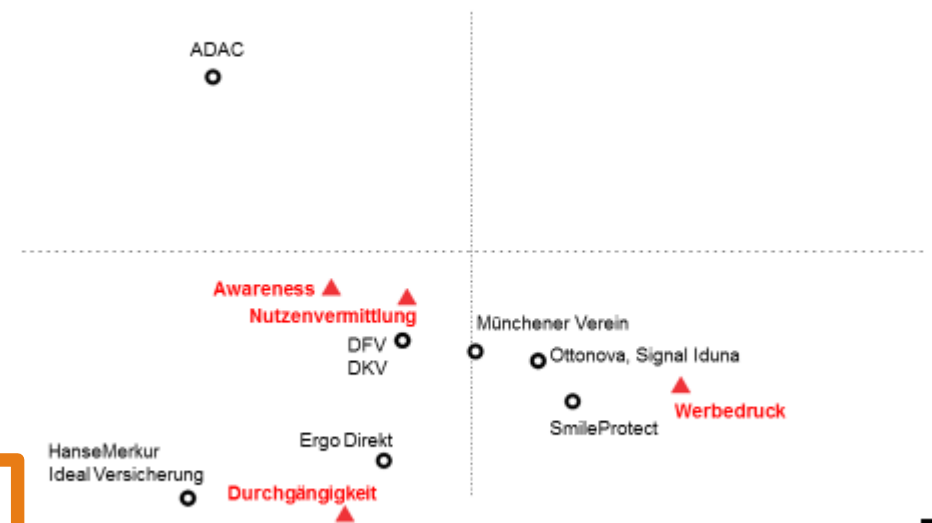 ADAC
Awareness
Nutzenvermittlung
Münchener Verein
DFV
DKV
Ottonova, Signal Iduna
Werbedruck
SmileProtect
Ergo Direkt
HanseMerkur
Ideal Versicherung
Durchgängigkeit